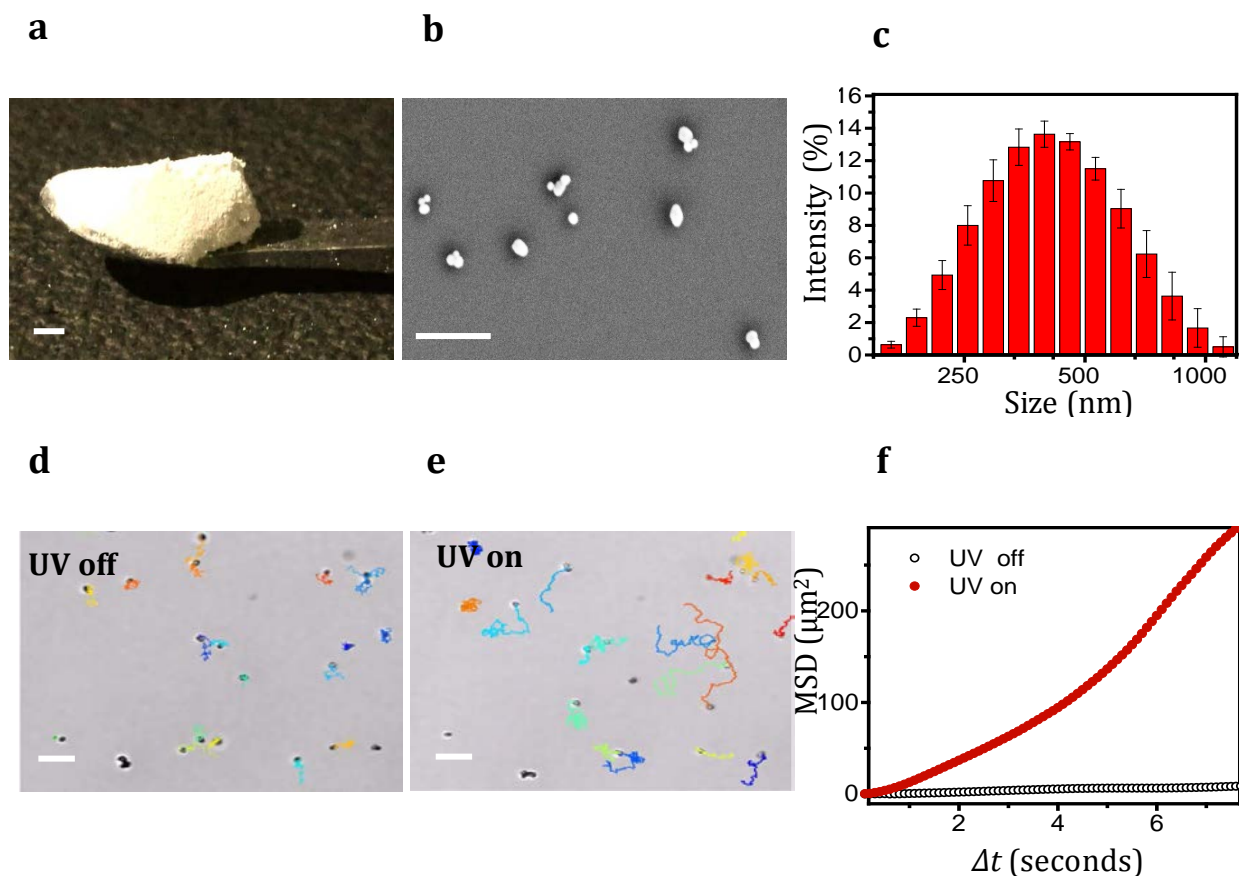 a
b
c
16
14
12
10
8
6
4
2
0
Intensity (%)
250
500
1000
Size (nm)
d
e
f
UV off
UV on
UV off
UV on
MSD (μm²)
200
100
0
2
4
6
Δt (seconds)